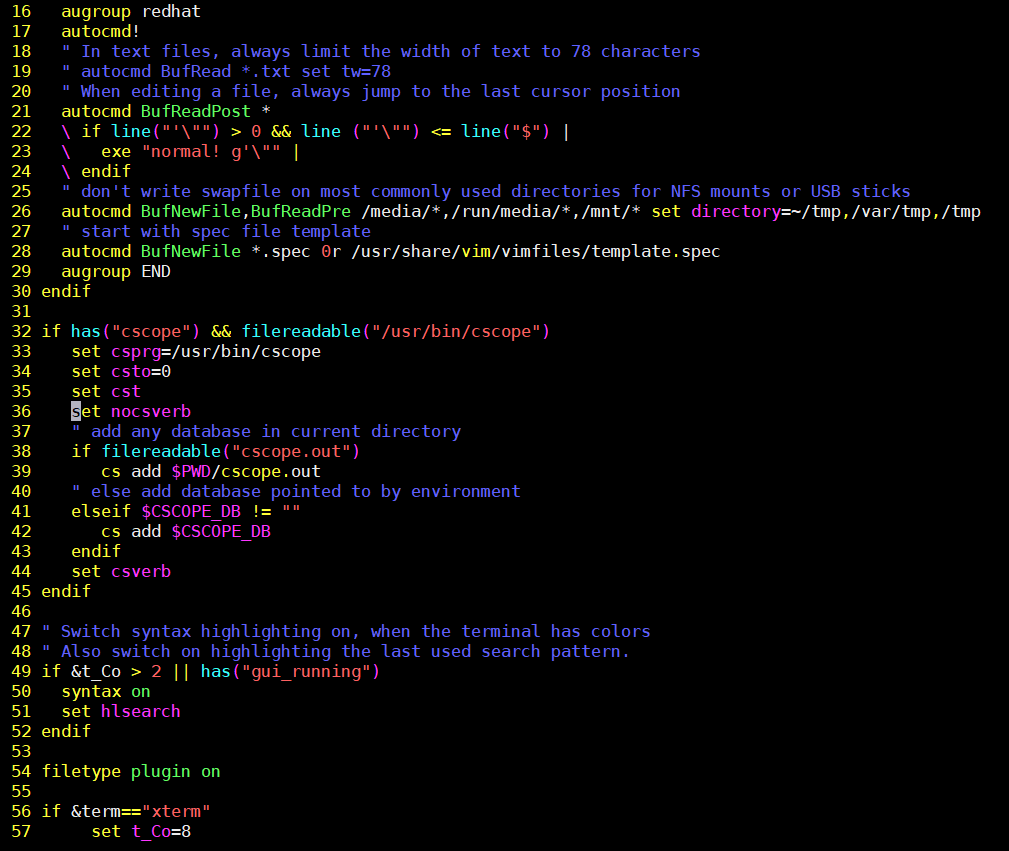 16   augroup redhat
17   autocmd!
18   " In text files, always limit the width of text to 78 characters
19   " autocmd BufRead *.txt set tw=78
20   " When editing a file, always jump to the last cursor position
21   autocmd BufReadPost *
22   \ if line("'\"") > 0 && line ("'\"") <= line("$") |
23   \   exe "normal! g'\"" |
24   \ endif
25   " don't write swapfile on most commonly used directories for NFS mounts or USB sticks
26   autocmd BufNewFile,BufReadPre /media/*,/run/media/*,/mnt/* set directory=~/tmp,/var/tmp,/tmp
27   " start with spec file template
28   autocmd BufNewFile *.spec 0r /usr/share/vim/vimfiles/template.spec
29   augroup END
30 endif
31
32 if has("cscope") && filereadable("/usr/bin/cscope")
33    set csprg=/usr/bin/cscope
34    set csto=0
35    set cst
36    set nocsverb
37    " add any database in current directory
38    if filereadable("cscope.out")
39       cs add $PWD/cscope.out
40    " else add database pointed to by environment
41    elseif $CSCOPE_DB != ""
42       cs add $CSCOPE_DB
43    endif
44    set csverb
45 endif
46
47 " Switch syntax highlighting on, when the terminal has colors
48 " Also switch on highlighting the last used search pattern.
49 if &t_Co > 2 || has("gui_running")
50   syntax on
51   set hlsearch
52 endif
53
54 filetype plugin on
55
56 if &term=="xterm"
57      set t_Co=8